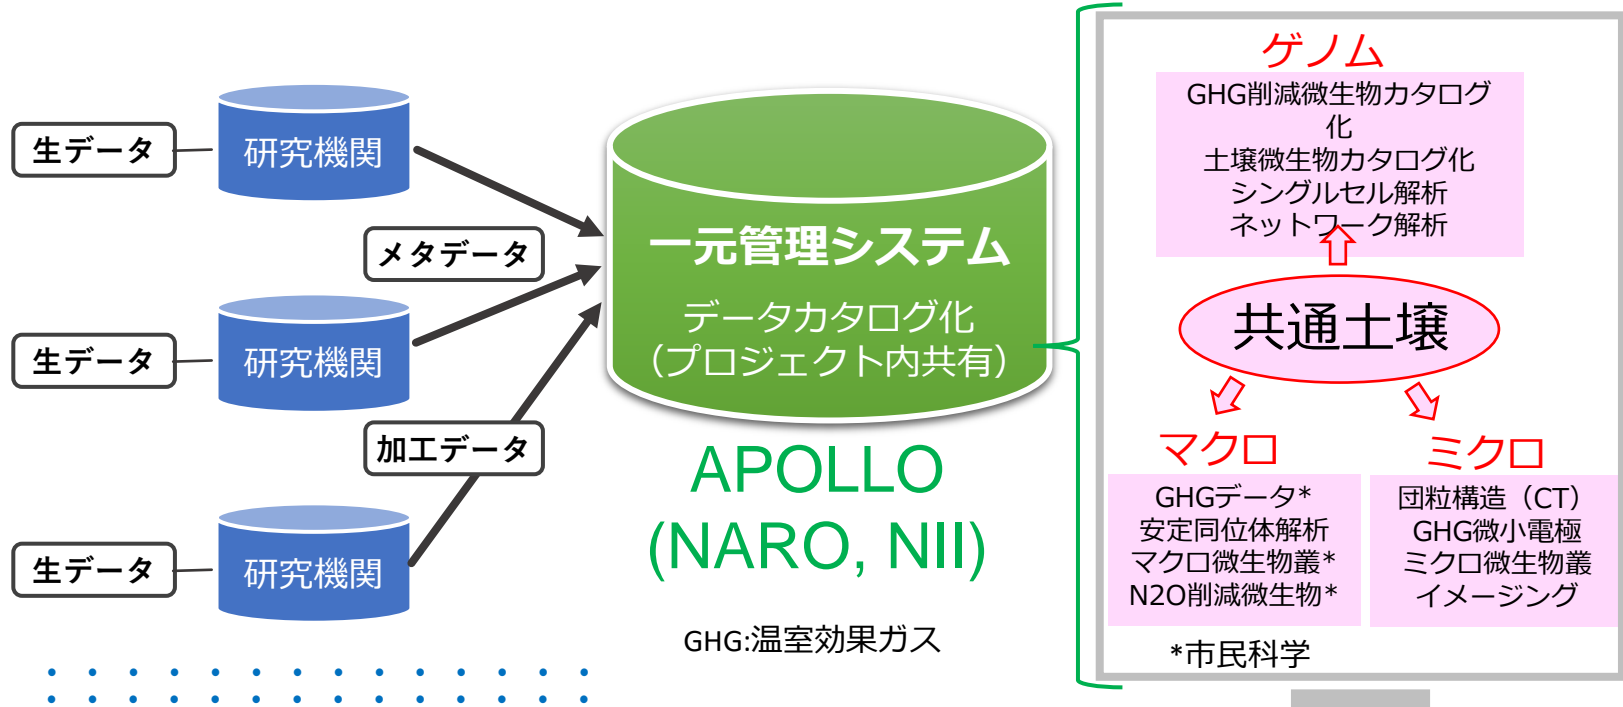 生データ
研究機関
メタデータ
生データ
研究機関
加工データ
生データ
研究機関
一元管理システム
データカタログ化
（プロジェクト内共有）
APOLLO
(NARO, NII)
GHG:温室効果ガス
ゲノム
GHG削減微生物カタログ
化
土壌微生物カタログ化
シングルセル解析
ネットワーク解析
共通土壌
マクロ
GHGデータ*
安定同位体解析
マクロ微生物叢*
N2O削減微生物*
ミクロ
団粒構造（CT）
GHG微小電極
ミクロ微生物叢
イメージング
*市民科学